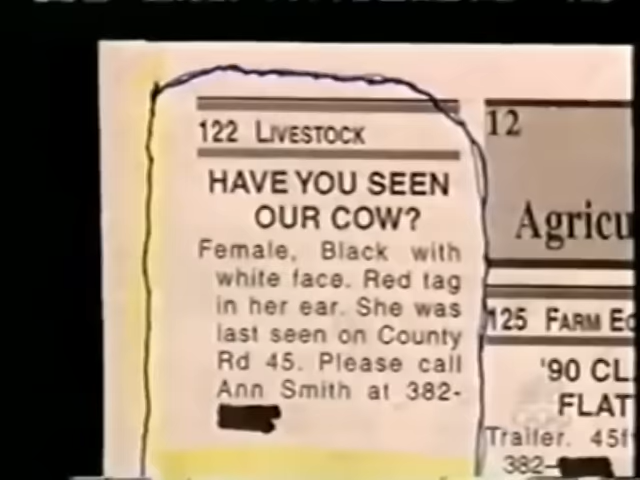 122 LIVESTOCK
HAVE YOU SEEN
OUR COW?
Female, Black with
white face. Red tag
in her ear. She was
last seen on County
Rd 45. Please call
Ann Smith at 382-
12
Agricu
125 FARM EQ
'90 CL
FLAT
Trailer. 45f
382-